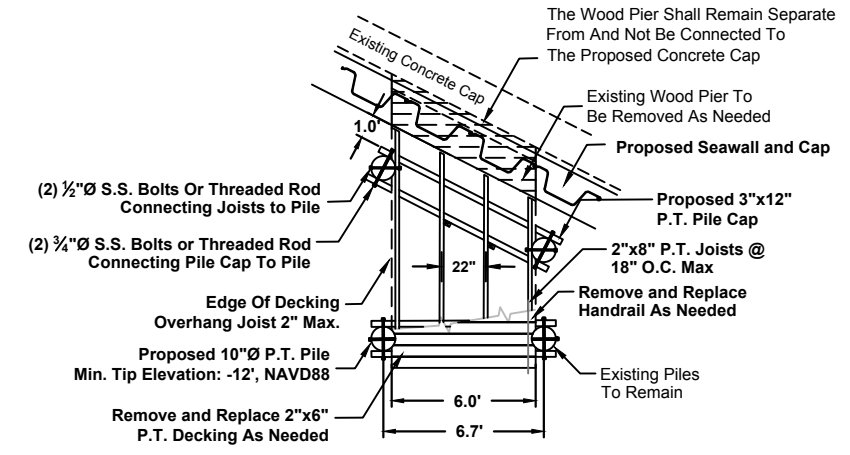 The Wood Pier Shall Remain Separate
From And Not Be Connected To
The Proposed Concrete Cap
Existing Concrete Cap
Existing Wood Pier To
Be Removed As Needed
1.0'
Proposed Seawall and Cap
(2) ½"Ø S.S. Bolts Or Threaded Rod
Connecting Joists to Pile
Proposed 3"x12"
P.T. Pile Cap
(2) ¾"Ø S.S. Bolts or Threaded Rod
Connecting Pile Cap To Pile
2"x8" P.T. Joists @
18" O.C. Max
22"
Edge Of Decking
Overhang Joist 2" Max.
Remove and Replace
Handrail As Needed
Proposed 10"Ø P.T. Pile
Min. Tip Elevation: -12', NAVD88
Existing Piles
To Remain
6.0'
Remove and Replace 2"x6"
P.T. Decking As Needed
6.7'